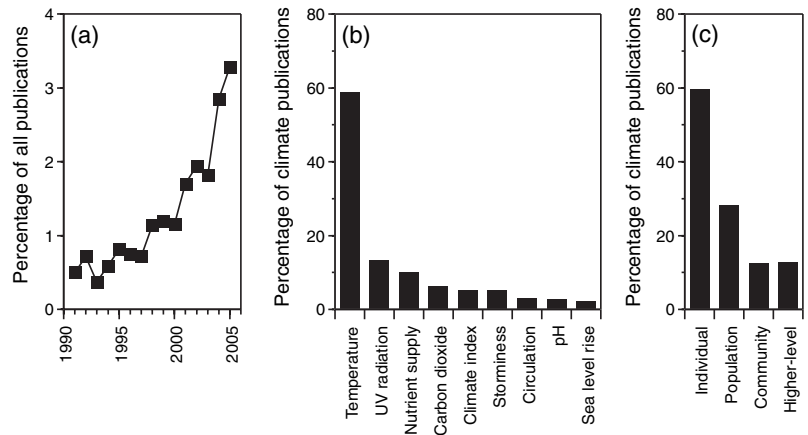 (a)
Percentage of all publications
4
3
2
1
0
1990
1995
2000
2005
(b)
Percentage of climate publications
80
60
40
20
0
Temperature
UV radiation
Nutrient supply
Carbon dioxide
Climate index
Storminess
Circulation
pH
Sea level rise
(c)
Percentage of climate publications
80
60
40
20
0
Individual
Population
Community
Higher-level